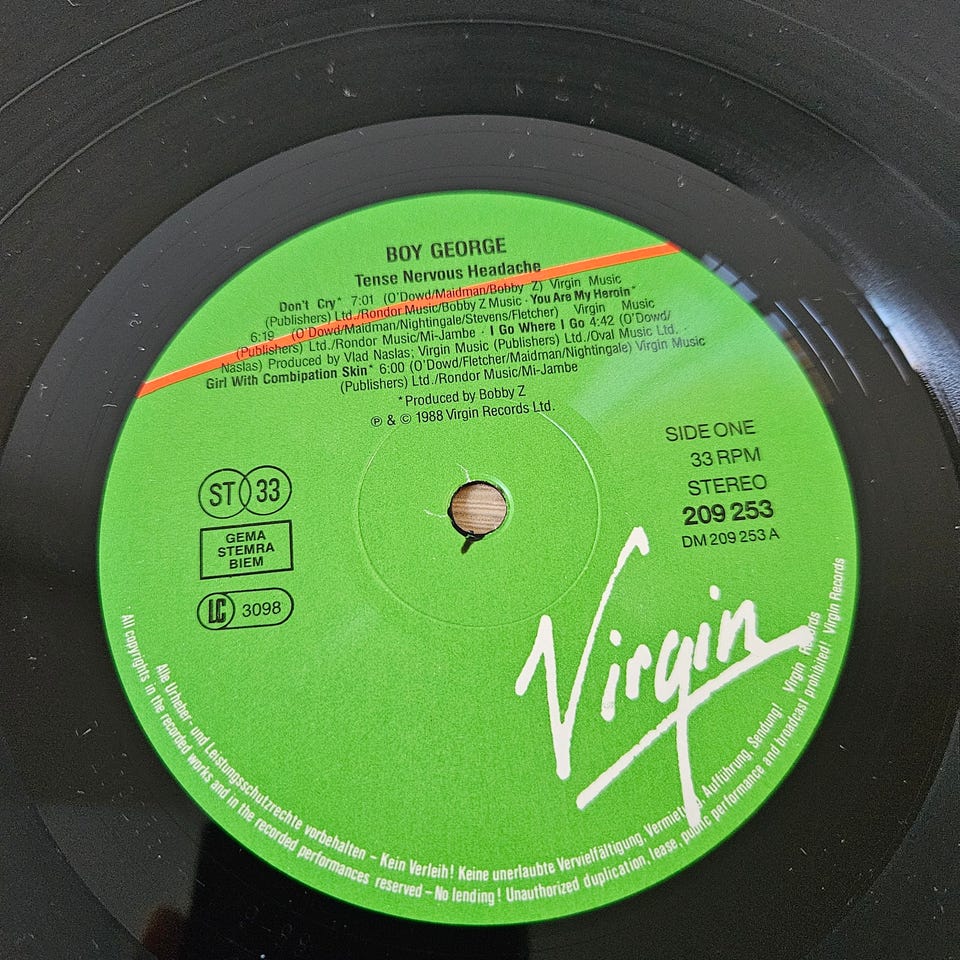 BOY GEORGE
Tense Nervous Headache
Don't Cry* 7:01 (O'Dowd/Maidman/Bobby Z) Virgin Music
(Publishers) Ltd./Rondor Music/Bobby Z Music · You Are My Heroin*
6:19 (O'Dowd/Maidman/Nightingale/Stevens/Fletcher) Virgin Music
(Publishers) Ltd./Rondor Music/Mi-Jambe · I Go Where I Go 4:42 (O'Dowd/
Naslas) Produced by Vlad Naslas; Virgin Music (Publishers) Ltd./Oval Music Ltd. ·
Girl With Combipation Skin* 6:00 (O'Dowd/Fletcher/Maidman/Nightingale) Virgin Music
(Publishers) Ltd./Rondor Music/Mi-Jambe
*Produced by Bobby Z
℗ & © 1988 Virgin Records Ltd.
SIDE ONE
33 RPM
STEREO
209 253
DM 209 253 A
ST 33
GEMA
STEMRA
BIEM
LC 3098
Virgin
Alle Urheber- und Leistungsschutzrechte vorbehalten – Kein Verleih! Keine unerlaubte Vervielfältigung, Vermietung, Aufführung, Sendung! Virgin Records
All copyrights in the recorded works and in the recorded performances reserved – No lending! Unauthorized duplication, lease, public performance and broadcast prohibited! Virgin Records